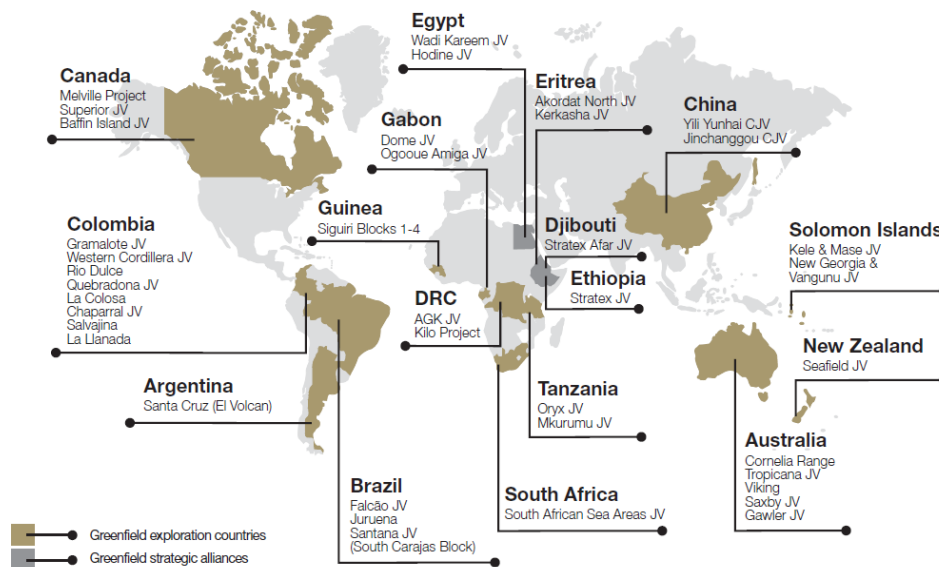 Egypt
Wadi Kareem JV
Hodine JV
Canada
Melville Project
Superior JV
Baffin Island JV
Eritrea
Akordat North JV
Kerkasha JV
China
Yili Yunhai CJV
Jinchanggou CJV
Gabon
Dome JV
Ogooue Amiga JV
Guinea
Siguiri Blocks 1-4
Colombia
Gramalote JV
Western Cordillera JV
Rio Dulce
Quebradona JV
La Colosa
Chaparral JV
Salvajina
La Llanada
Djibouti
Stratex Afar JV
Solomon Islands
Kele & Mase JV
New Georgia &
Vangunu JV
Ethiopia
Stratex JV
DRC
AGK JV
Kilo Project
New Zealand
Seafield JV
Argentina
Santa Cruz (El Volcan)
Tanzania
Oryx JV
Mkurumu JV
Australia
Cornelia Range
Tropicana JV
Viking
Saxby JV
Gawler JV
Brazil
Falcão JV
Juruena
Santana JV
(South Carajas Block)
South Africa
South African Sea Areas JV
Greenfield exploration countries
Greenfield strategic alliances